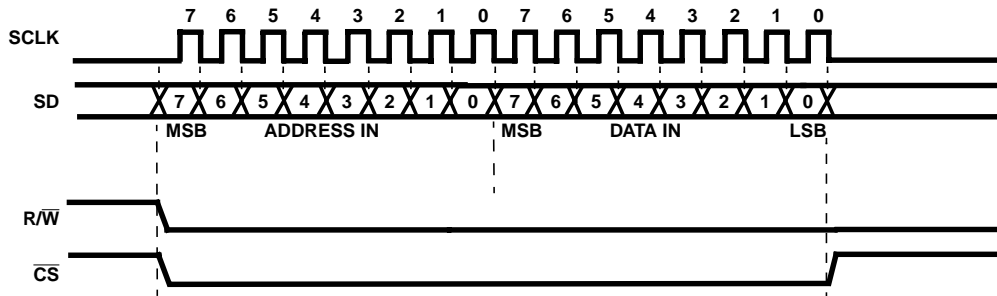 7 6 5 4 3 2 1 0 7 6 5 4 3 2 1 0
SCLK
SD 7 6 5 4 3 2 1 0 7 6 5 4 3 2 1 0
MSB ADDRESS IN MSB DATA IN LSB
R/W̅
C̅S̅